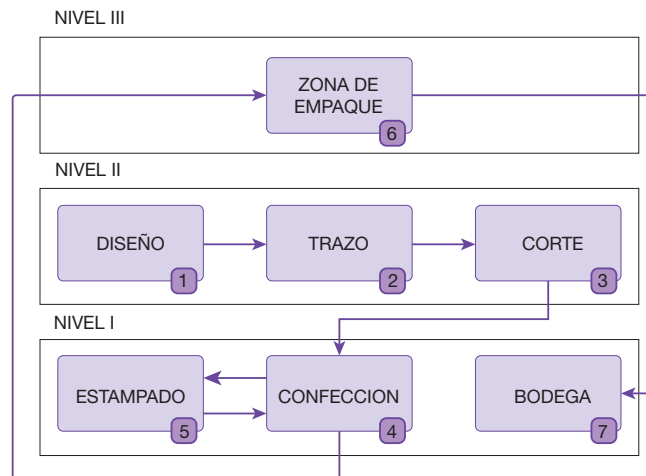 NIVEL III
ZONA DE
EMPAQUE
6
NIVEL II
DISEÑO
1
TRAZO
2
CORTE
3
NIVEL I
ESTAMPADO
5
CONFECCION
4
BODEGA
7